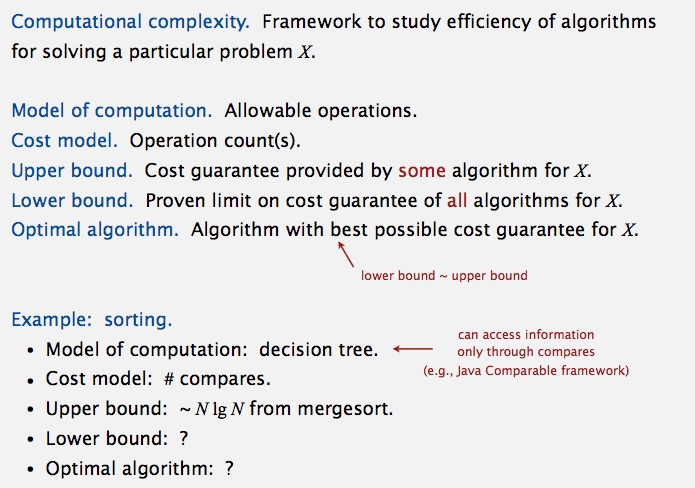 Computational complexity. Framework to study efficiency of algorithms
for solving a particular problem X.
Model of computation. Allowable operations.
Cost model. Operation count(s).
Upper bound. Cost guarantee provided by some algorithm for X.
Lower bound. Proven limit on cost guarantee of all algorithms for X.
Optimal algorithm. Algorithm with best possible cost guarantee for X.
lower bound ~ upper bound
Example: sorting.
• Model of computation: decision tree.
can access information
only through compares
(e.g., Java Comparable framework)
• Cost model: # compares.
• Upper bound: ~ N lg N from mergesort.
• Lower bound: ?
• Optimal algorithm: ?